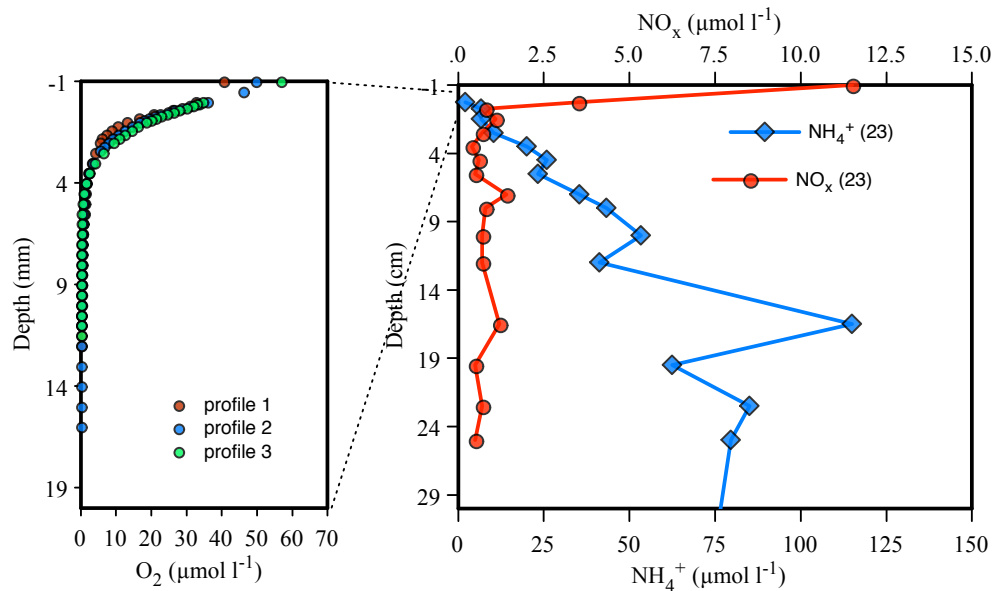 NOx (μmol l-1)
0 2.5 5.0 7.5 10.0 12.5 15.0
-1
4
9
14
19
Depth (mm)
profile 1
profile 2
profile 3
0 10 20 30 40 50 60 70
O2 (μmol l-1)
-1
4
9
14
19
24
29
Depth (cm)
NH4+ (23)
NOx (23)
0 25 50 75 100 125 150
NH4+ (μmol l-1)